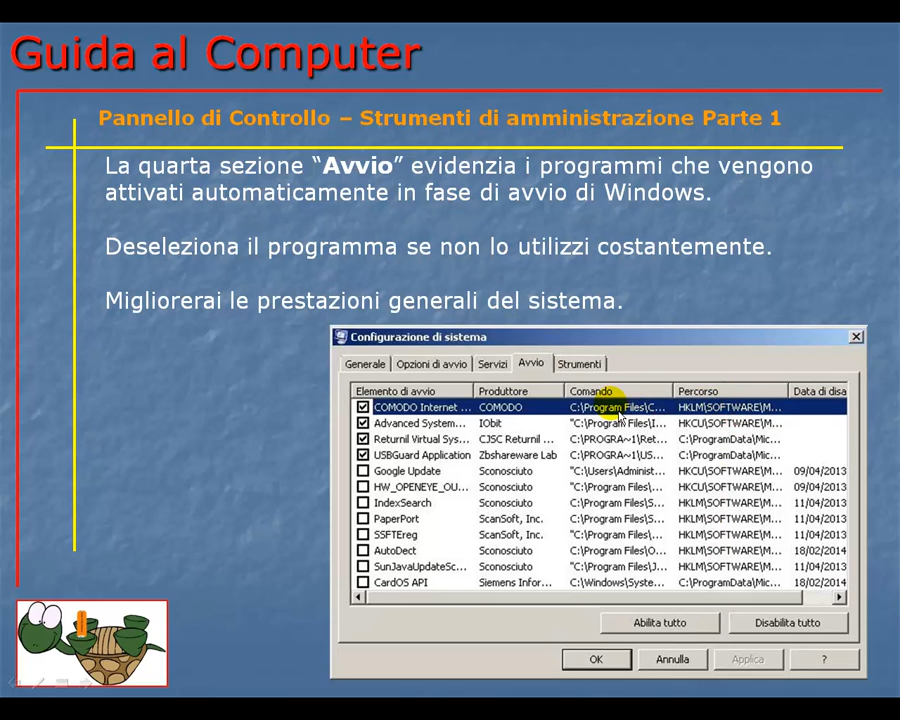 Guida al Computer
Pannello di Controllo – Strumenti di amministrazione Parte 1
La quarta sezione “Avvio” evidenzia i programmi che vengono
attivati automaticamente in fase di avvio di Windows.
Deseleziona il programma se non lo utilizzi costantemente.
Migliorerai le prestazioni generali del sistema.
Configurazione di sistema
Generale Opzioni di avvio Servizi Avvio Strumenti
Elemento di avvio Produttore Comando Percorso Data di disa
COMODO Internet ... COMODO C:\Program Files\C... HKLM\SOFTWARE\M...
Advanced System... IObit "C:\Program Files\I... HKCU\SOFTWARE\M...
Returnil Virtual Sys... CJSC Returnil ... C:\PROGRA~1\Ret... C:\ProgramData\Mic...
USBGuard Application Zbshareware Lab C:\PROGRA~1\US... C:\ProgramData\Mic...
Google Update Sconosciuto "C:\Users\Administ... HKCU\SOFTWARE\M... 09/04/2013
HW_OPENEYE_OU... Sconosciuto "C:\Program Files\... HKCU\SOFTWARE\M... 09/04/2013
IndexSearch Sconosciuto "C:\Program Files\S... HKLM\SOFTWARE\M... 11/04/2013
PaperPort ScanSoft, Inc. "C:\Program Files\S... HKLM\SOFTWARE\M... 11/04/2013
SSFTEreg ScanSoft, Inc. "C:\Program Files\... HKLM\SOFTWARE\M... 11/04/2013
AutoDect Sconosciuto C:\Program Files\O... HKLM\SOFTWARE\M... 18/02/2014
SunJavaUpdateSc... Sconosciuto "C:\Program Files\J... HKLM\SOFTWARE\M... 11/04/2013
CardOS API Siemens Infor... C:\Windows\Syste... C:\ProgramData\Mic... 18/02/2014
Abilita tutto Disabilita tutto
OK Annulla Applica ?